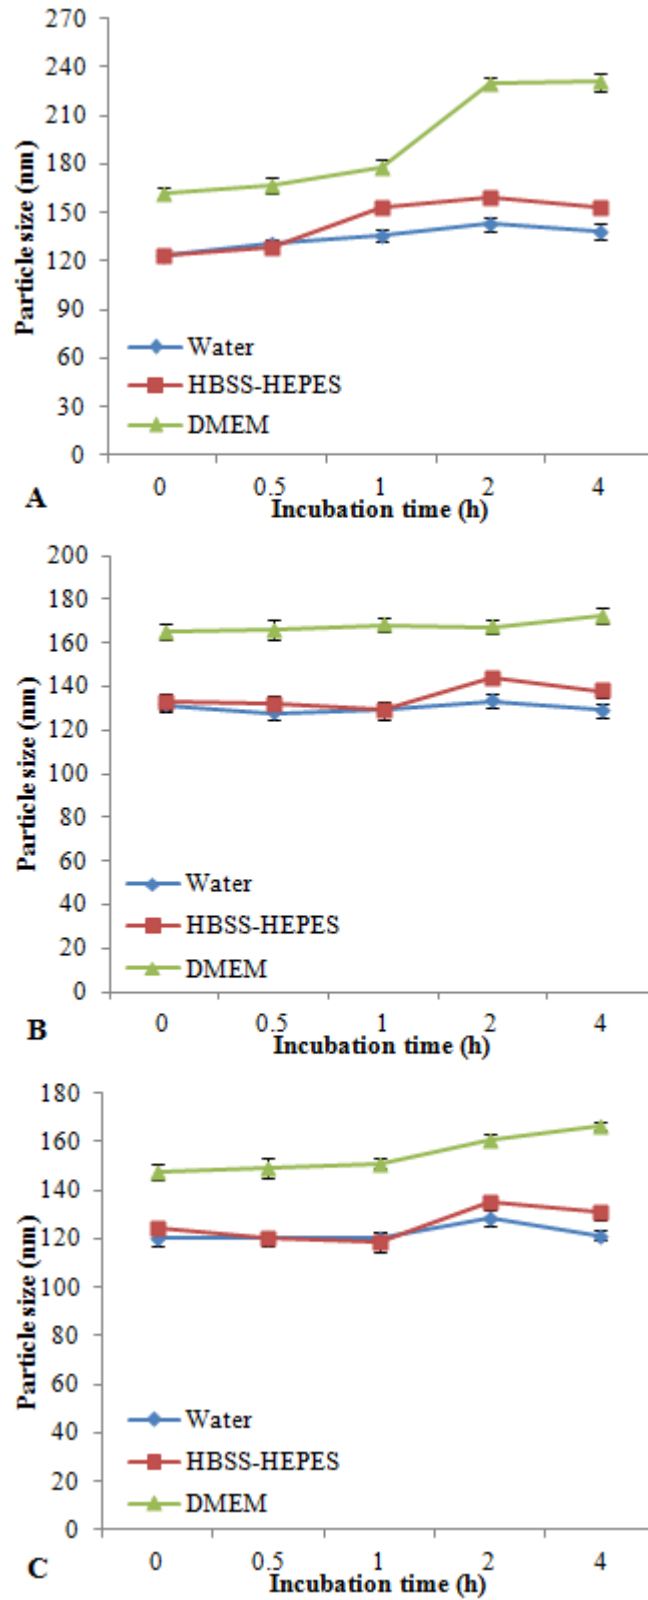 270
240
210
180
150
120
90
60
30
0
Particle size (nm)
Water
HBSS-HEPES
DMEM
0 0.5 1 2 4
Incubation time (h)
A
200
180
160
140
120
100
80
60
40
20
0
Particle size (nm)
Water
HBSS-HEPES
DMEM
0 0.5 1 2 4
Incubation time (h)
B
180
160
140
120
100
80
60
40
20
0
Particle size (nm)
Water
HBSS-HEPES
DMEM
0 0.5 1 2 4
Incubation time (h)
C